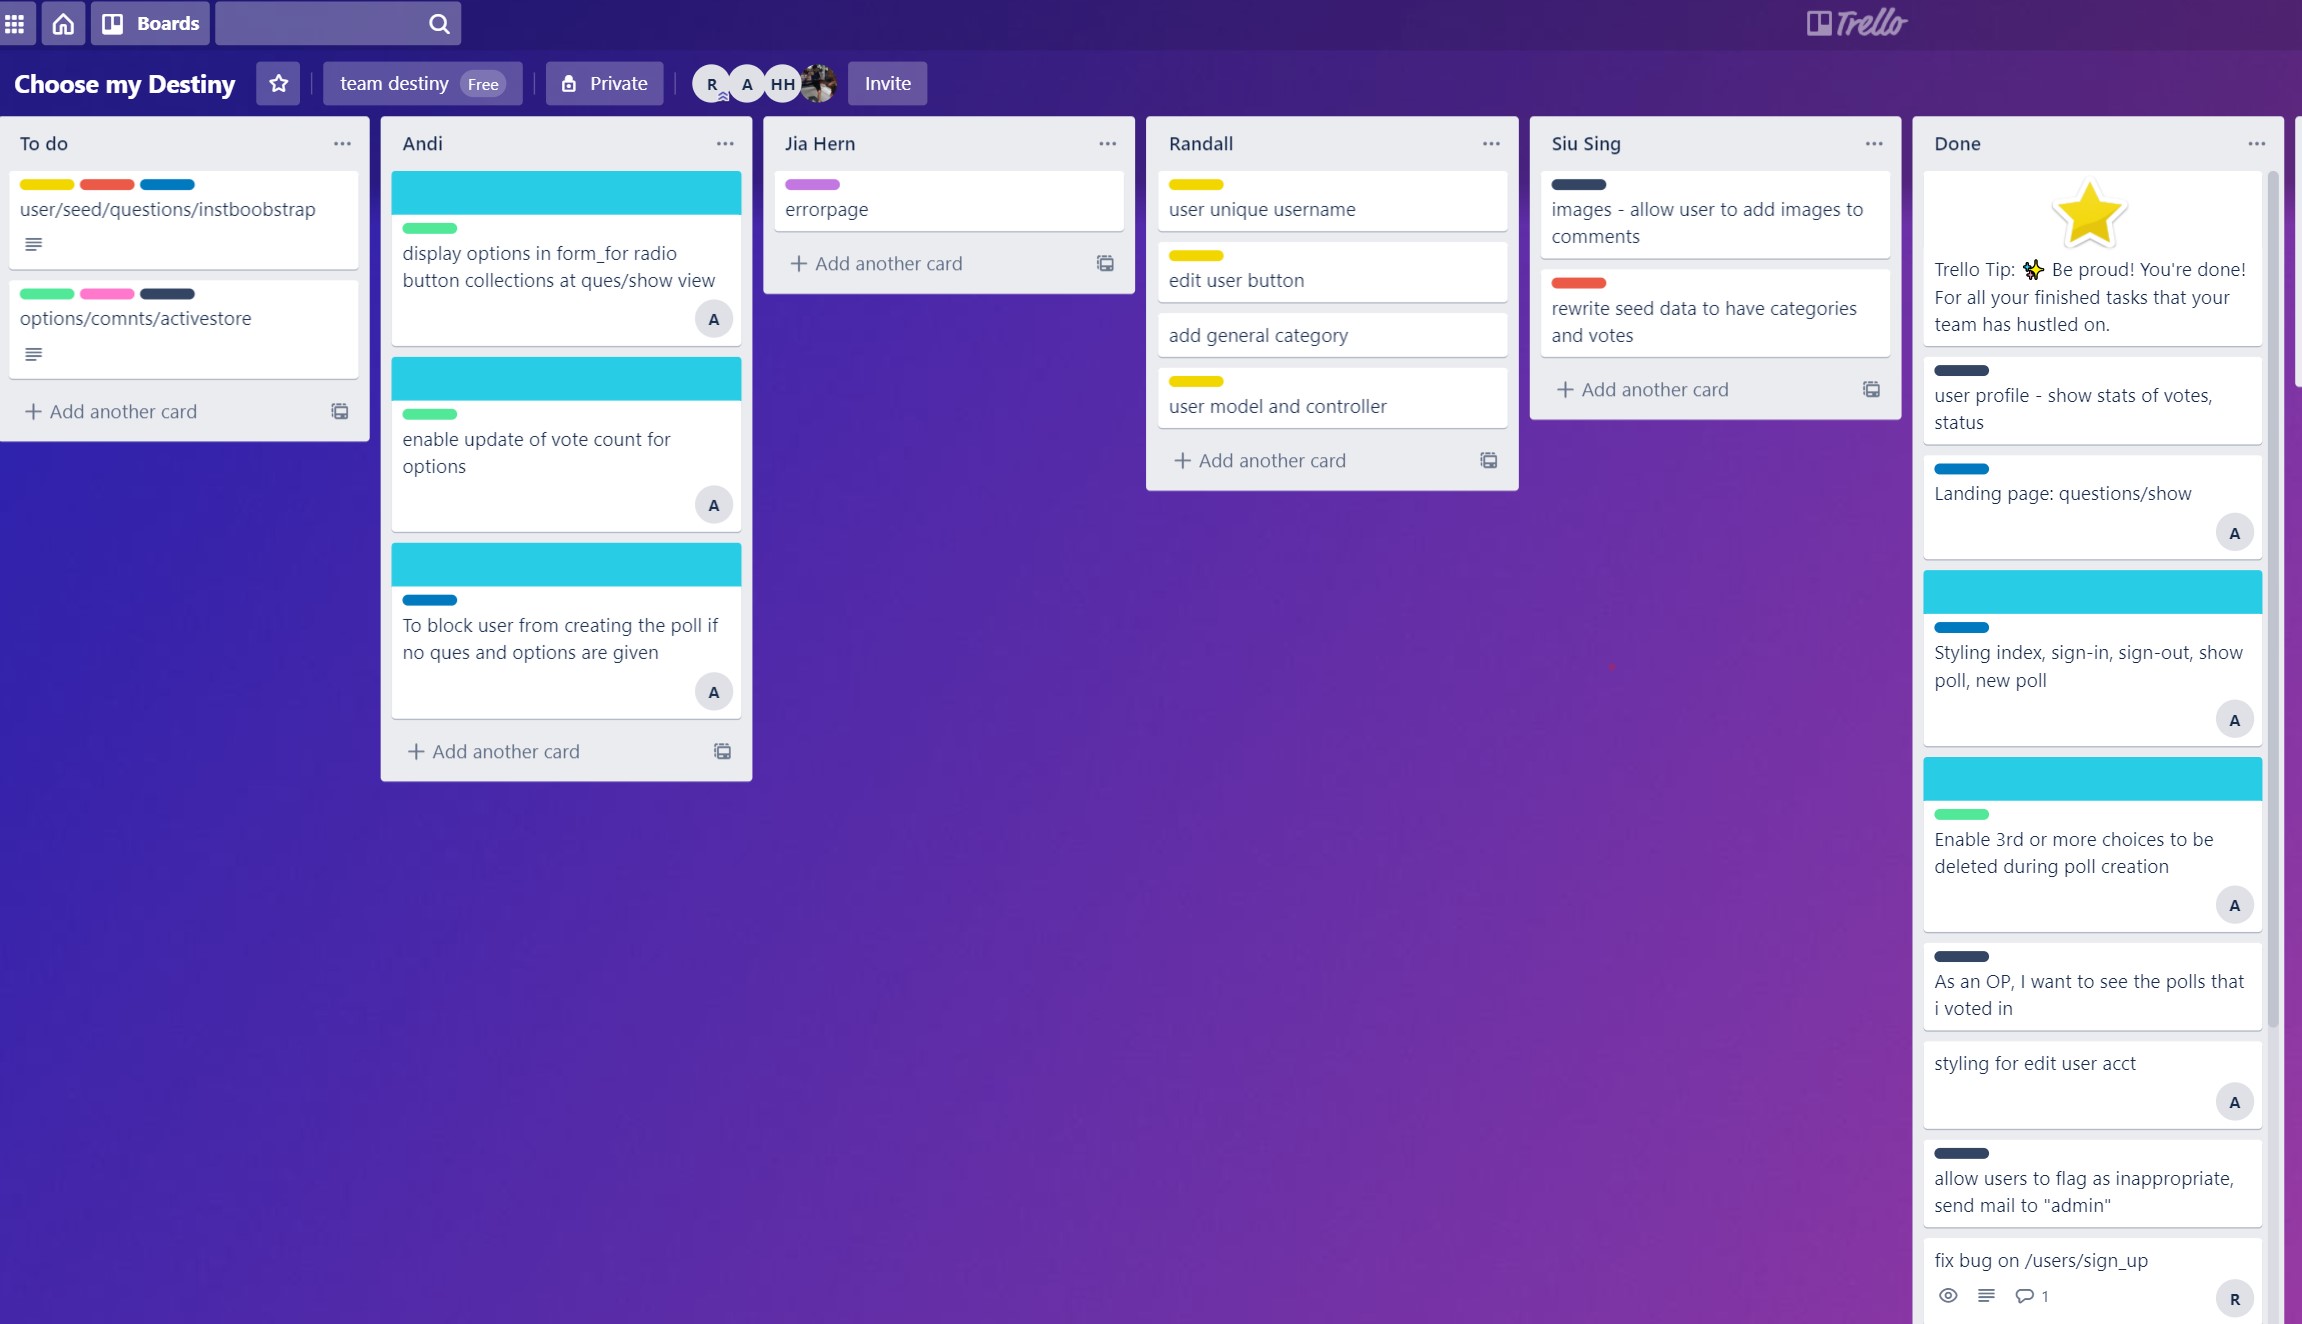 Boards
Trello
Choose my Destiny
team destiny Free
Private
R A HH
Invite
To do
user/seed/questions/instboobstrap
options/comnts/activestore
Add another card
Andi
display options in form_for radio
button collections at ques/show view
A
enable update of vote count for
options
A
To block user from creating the poll if
no ques and options are given
A
Add another card
Jia Hern
errorpage
Add another card
Randall
user unique username
edit user button
add general category
user model and controller
Add another card
Siu Sing
images - allow user to add images to
comments
rewrite seed data to have categories
and votes
Add another card
Done
Trello Tip: ✨ Be proud! You're done!
For all your finished tasks that your
team has hustled on.
user profile - show stats of votes,
status
Landing page: questions/show
A
Styling index, sign-in, sign-out, show
poll, new poll
A
Enable 3rd or more choices to be
deleted during poll creation
A
As an OP, I want to see the polls that
i voted in
styling for edit user acct
A
allow users to flag as inappropriate,
send mail to "admin"
fix bug on /users/sign_up
1
R